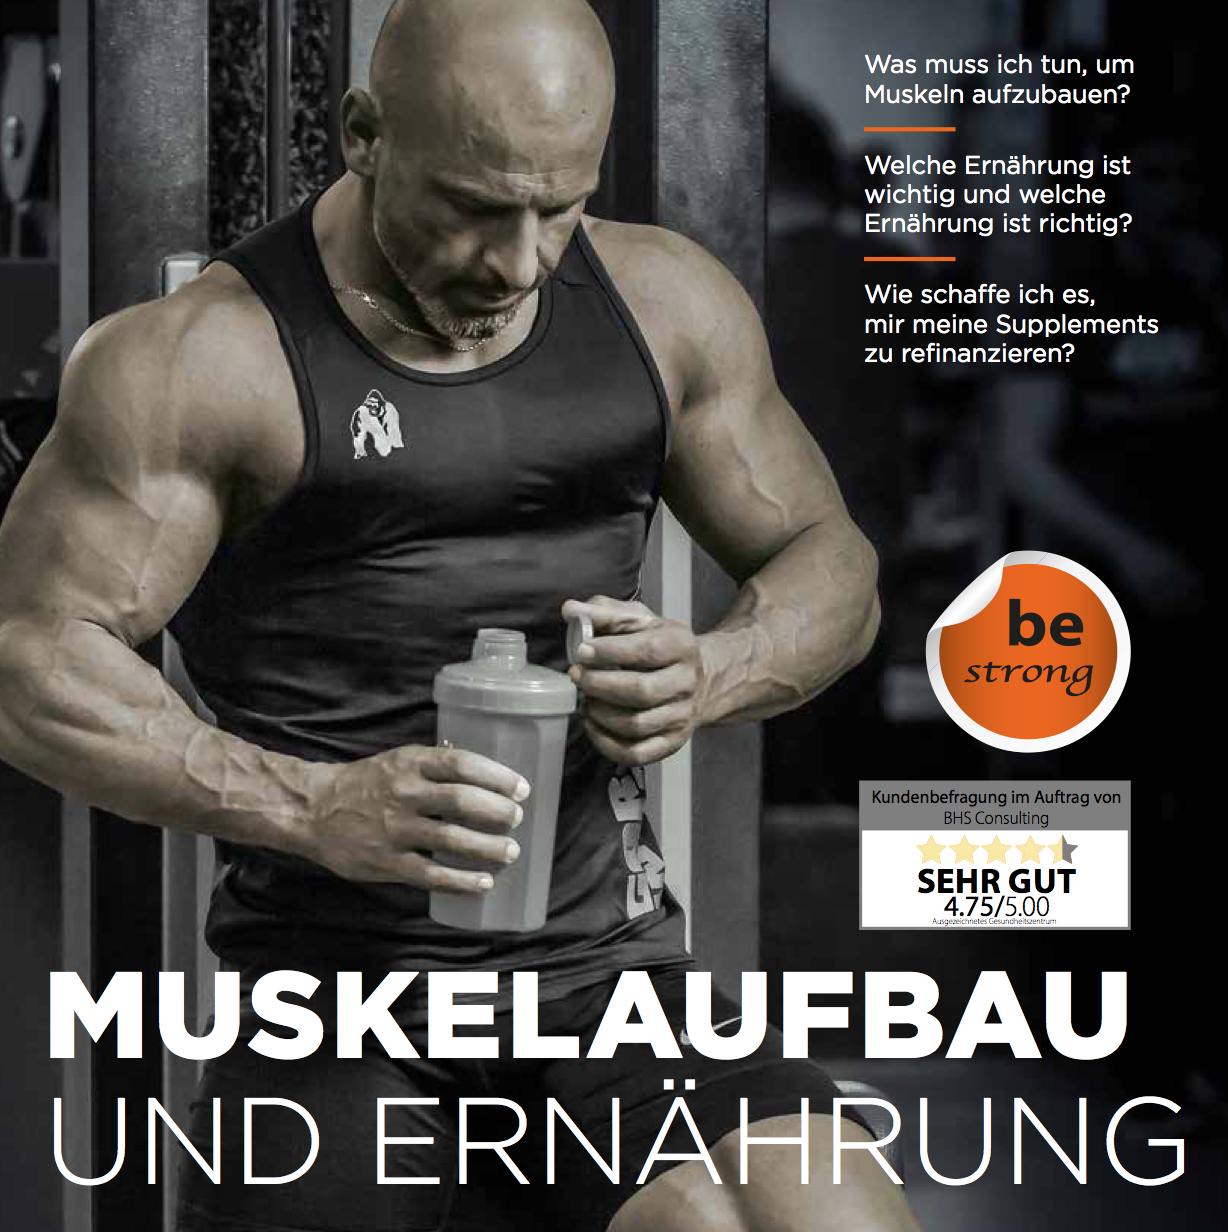 Was muss ich tun, um
Muskeln aufzubauen?
Welche Ernährung ist
wichtig und welche
Ernährung ist richtig?
Wie schaffe ich es,
mir meine Supplements
zu refinanzieren?
be
strong
Kundenbefragung im Auftrag von
BHS Consulting
SEHR GUT
4.75/5.00
Ausgezeichnetes Gesundheitszentrum
MUSKELAUFBAU
UND ERNÄHRUNG